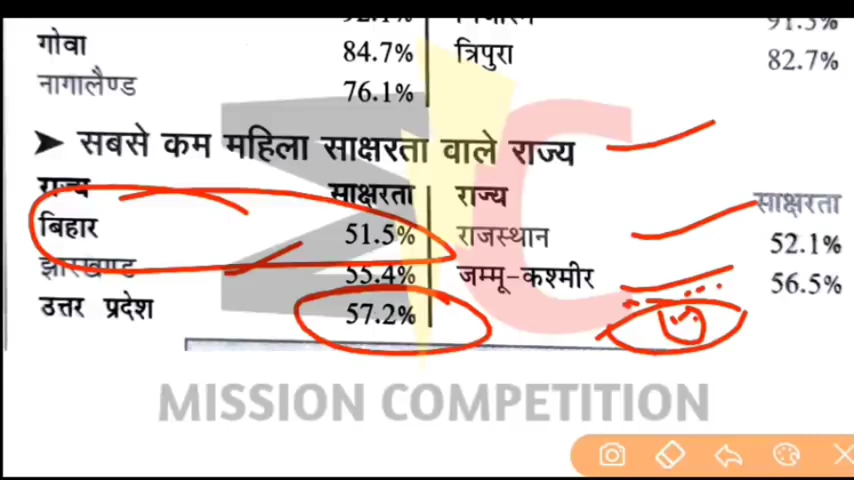 गोवा 84.7% त्रिपुरा 82.7%
नागालैण्ड 76.1%
➤ सबसे कम महिला साक्षरता वाले राज्य
राज्य साक्षरता राज्य साक्षरता
बिहार 51.5% राजस्थान 52.1%
झारखण्ड 55.4% जम्मू-कश्मीर 56.5%
उत्तर प्रदेश 57.2%
MISSION COMPETITION